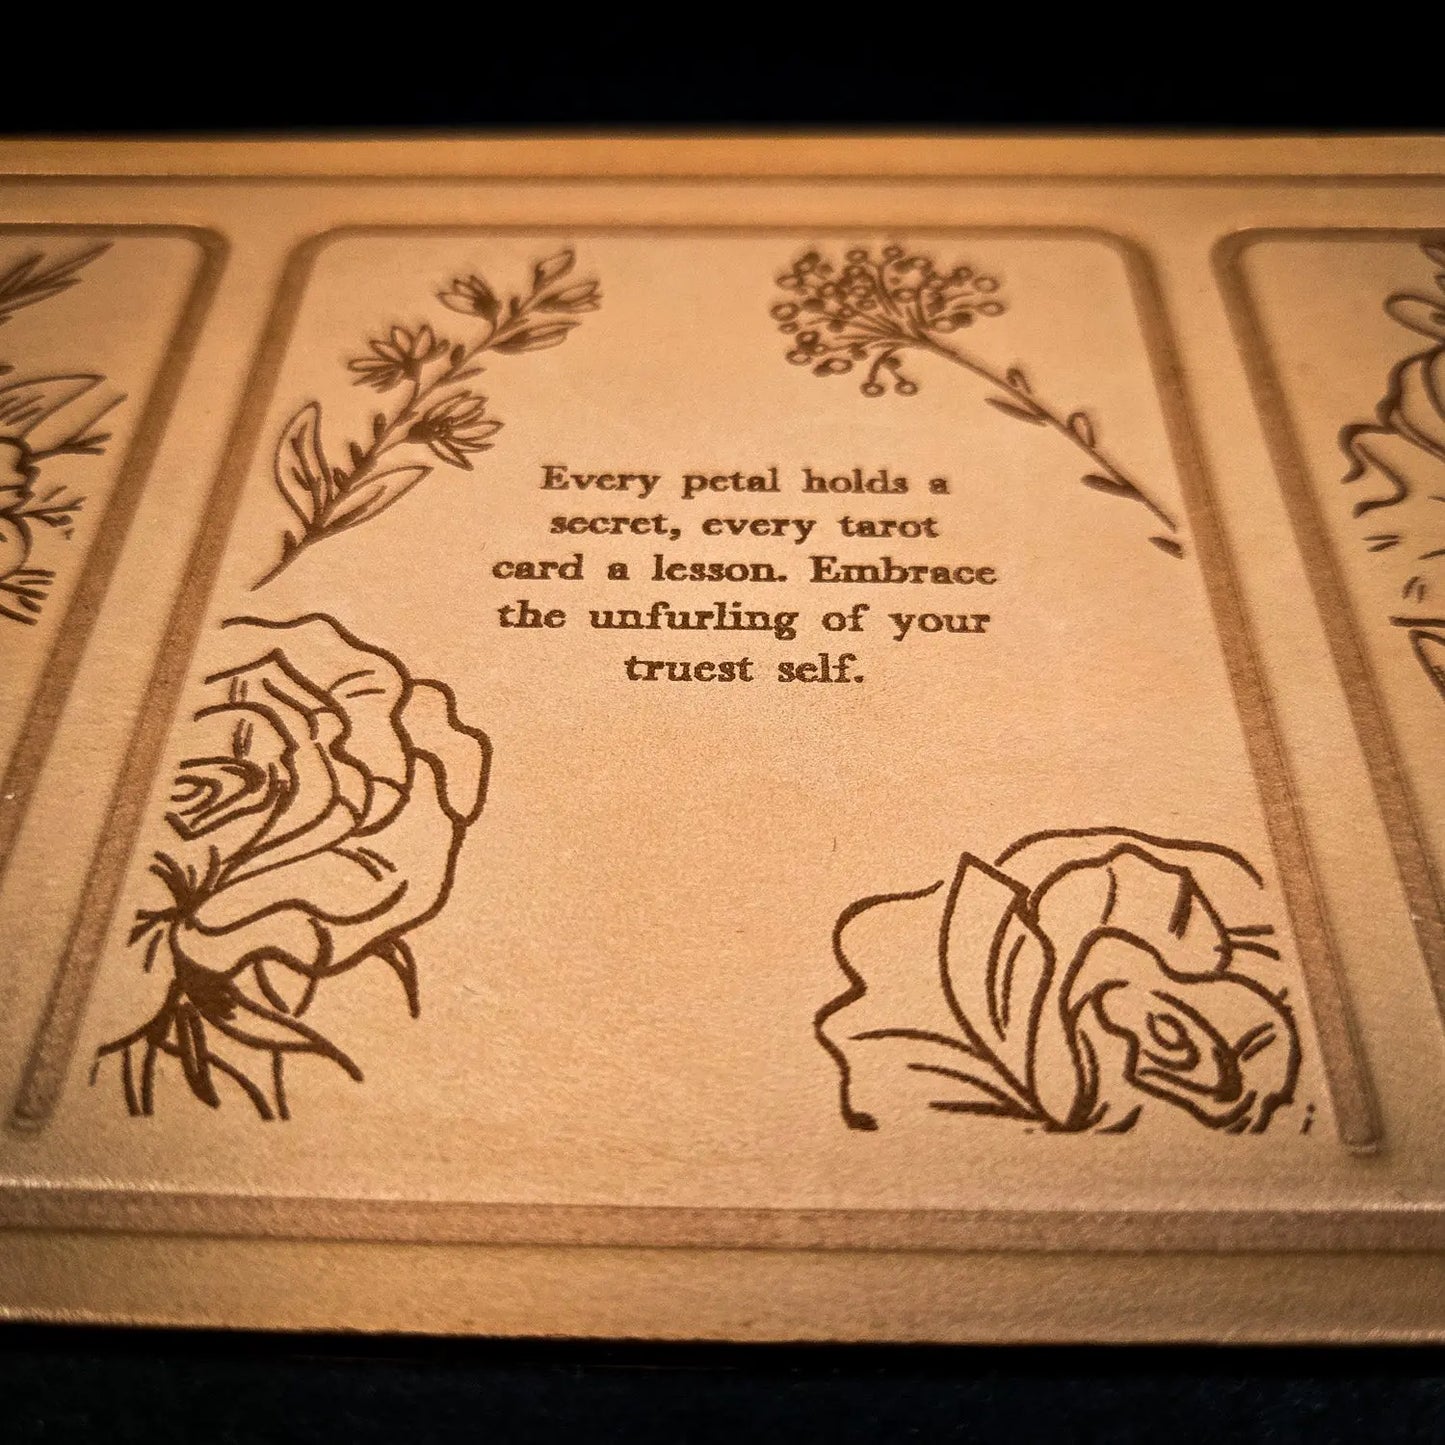 Every petal holds a
secret, every tarot
card a lesson. Embrace
the unfurling of your
truest self.